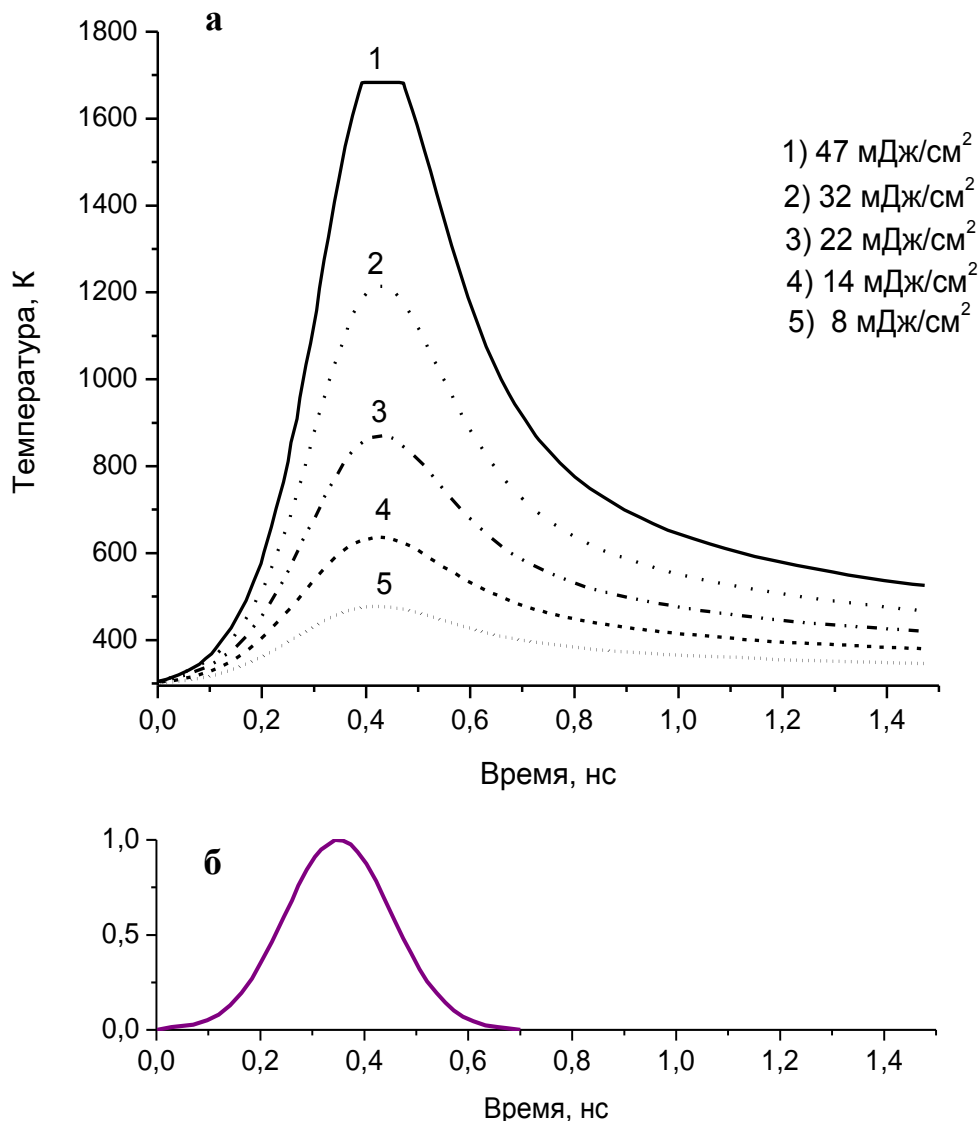 а
1800
1600
1400
1200
1000
800
600
400
Температура, К
1
2
3
4
5
1) 47 мДж/см²
2) 32 мДж/см²
3) 22 мДж/см²
4) 14 мДж/см²
5) 8 мДж/см²
0,0 0,2 0,4 0,6 0,8 1,0 1,2 1,4
Время, нс
б
1,0
0,5
0,0
0,0 0,2 0,4 0,6 0,8 1,0 1,2 1,4
Время, нс